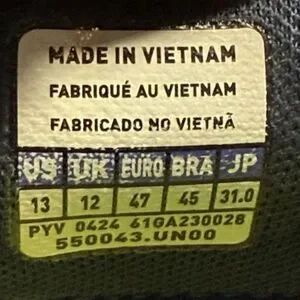 MADE IN VIETNAM
FABRIQUÉ AU VIETNAM
FABRICADO NO VIETNÃ
US UK EURO BRA JP
13 12 47 45 31.0
PYV 0424 61GA230028
550043.UN00